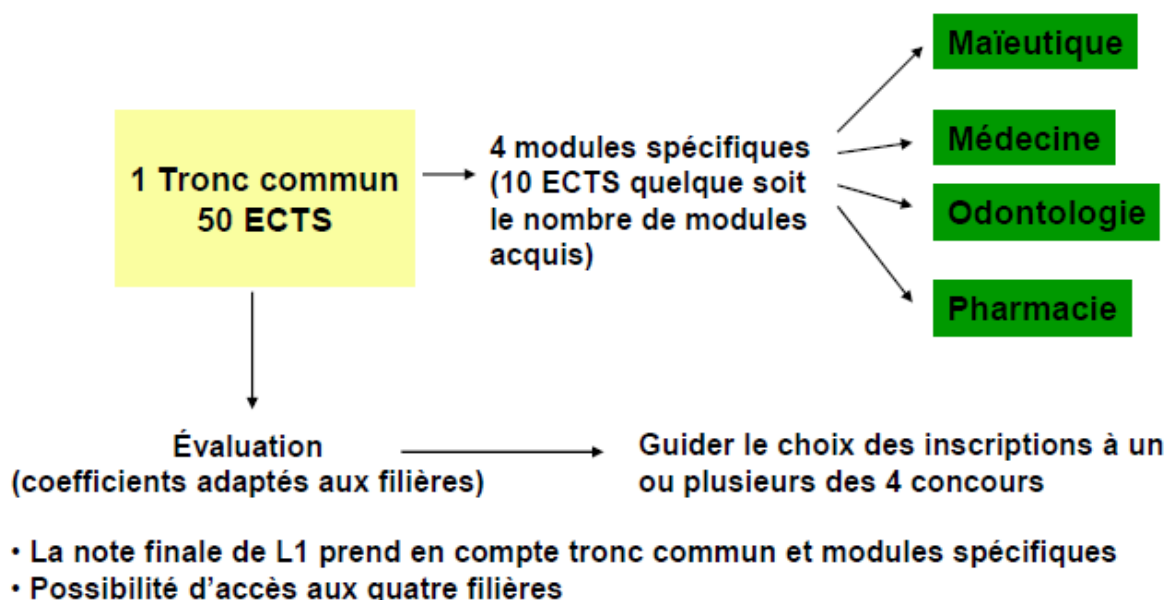 1 Tronc commun
50 ECTS
4 modules spécifiques
(10 ECTS quelque soit
le nombre de modules
acquis)
Maïeutique
Médecine
Odontologie
Pharmacie
Évaluation
(coefficients adaptés aux filières)
Guider le choix des inscriptions à un
ou plusieurs des 4 concours
• La note finale de L1 prend en compte tronc commun et modules spécifiques
• Possibilité d'accès aux quatre filières